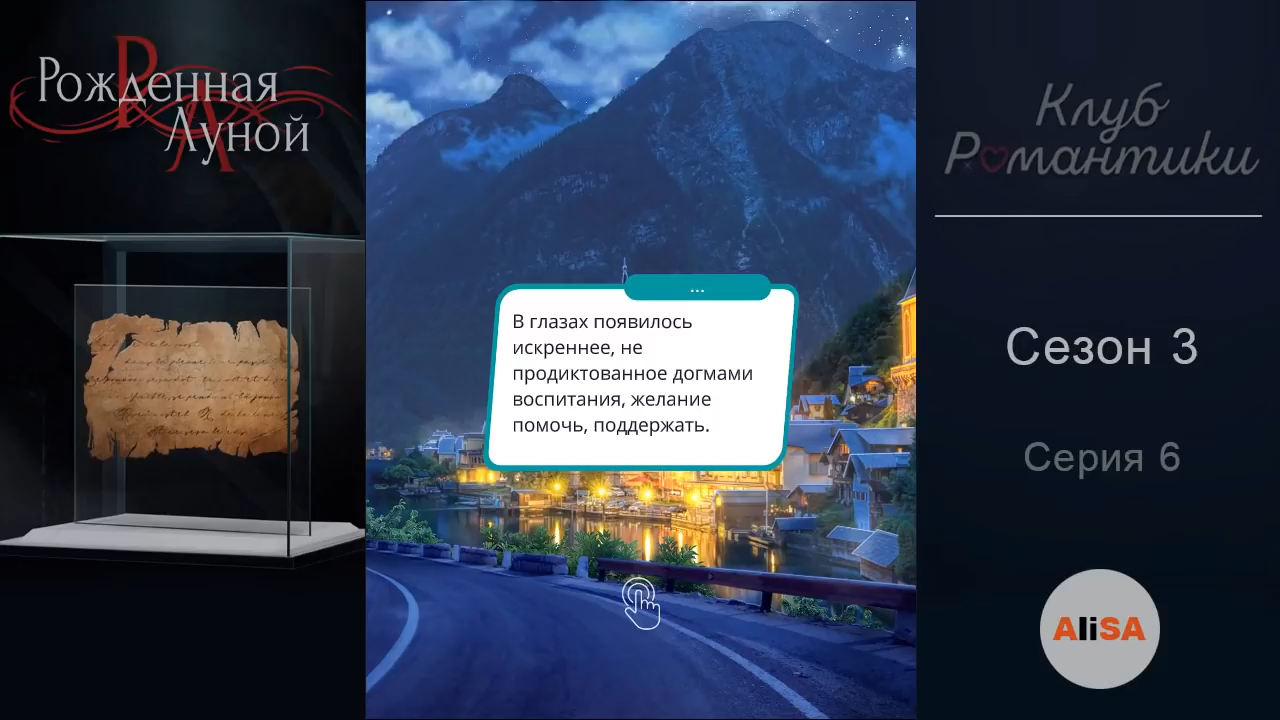 Рожденная
Луной
Клуб
Романтики
Сезон 3
Серия 6
...
В глазах появилось
искреннее, не
продиктованное догмами
воспитания, желание
помочь, поддержать.
AliSA